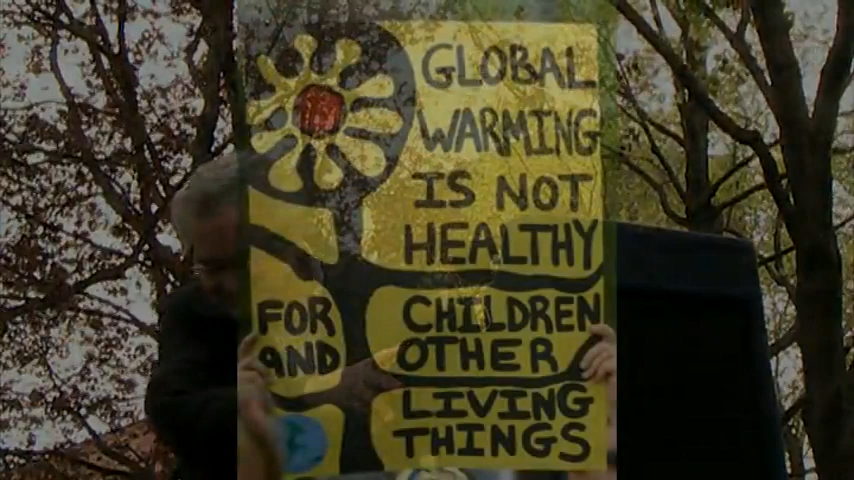 GLOBAL
WARMING
IS NOT
HEALTHY
FOR CHILDREN
AND OTHER
LIVING
THINGS